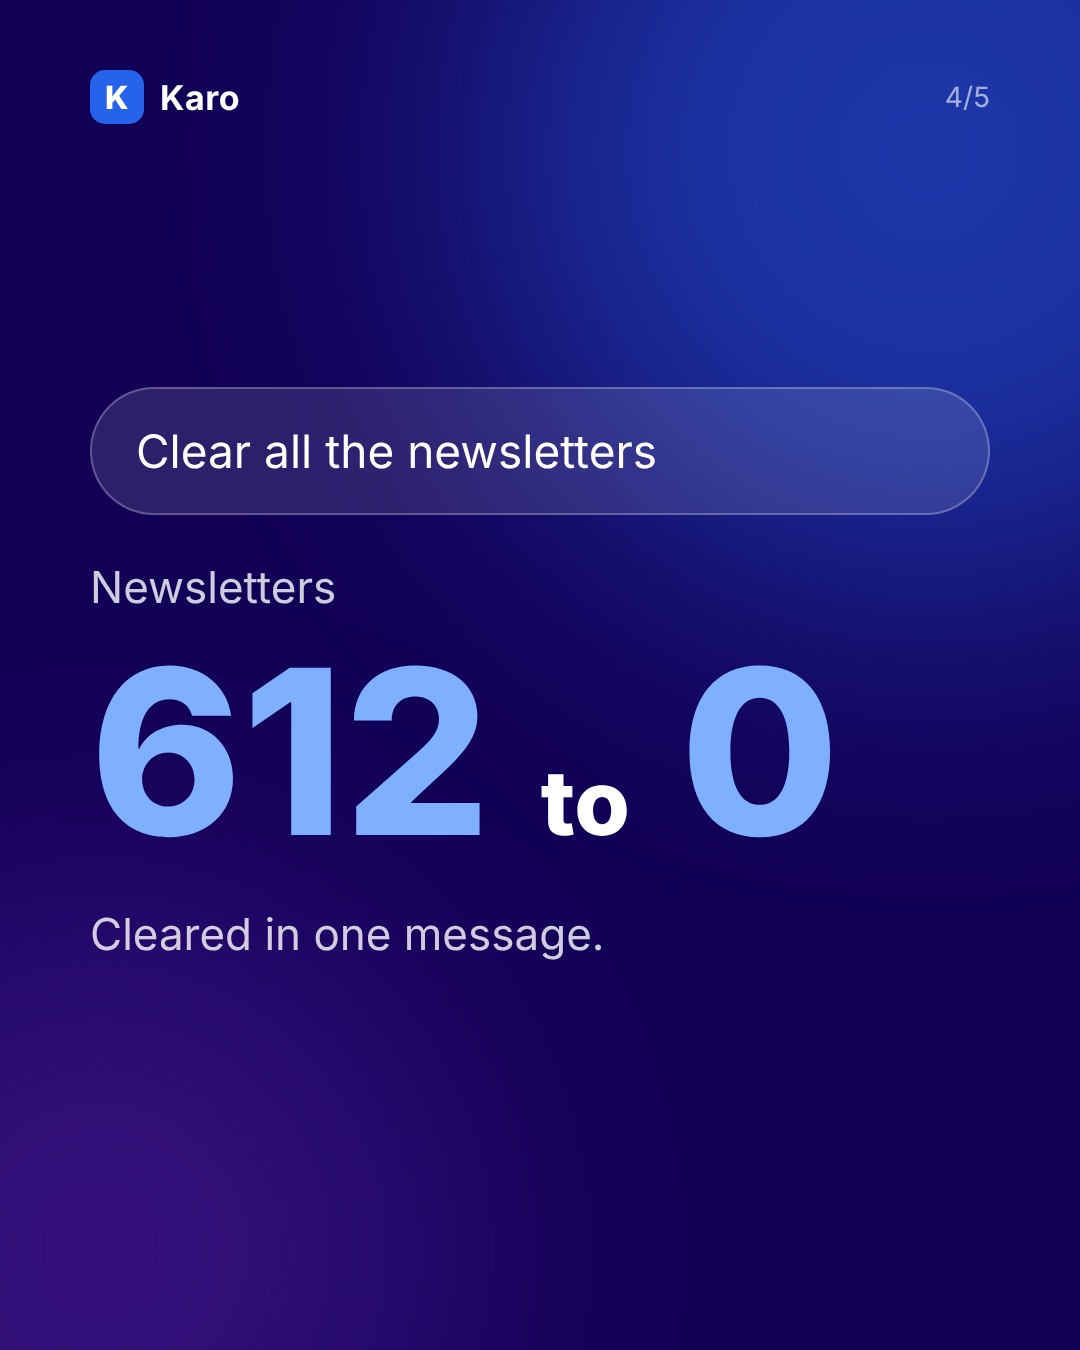 K Karo
4/5
Clear all the newsletters
Newsletters
612 to 0
Cleared in one message.